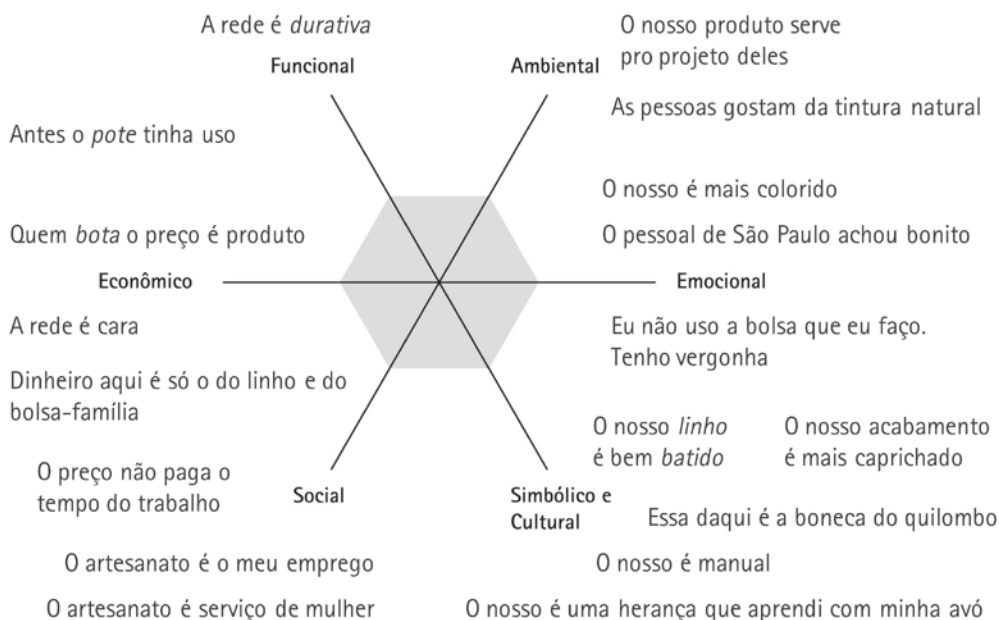 A rede é durativa
O nosso produto serve
pro projeto deles
Funcional
Ambiental
As pessoas gostam da tintura natural
Antes o pote tinha uso
O nosso é mais colorido
Quem bota o preço é produto
O pessoal de São Paulo achou bonito
Econômico
Emocional
A rede é cara
Eu não uso a bolsa que eu faço.
Tenho vergonha
Dinheiro aqui é só o do linho e do
bolsa-família
O nosso linho
é bem batido
O nosso acabamento
é mais caprichado
O preço não paga o
tempo do trabalho
Social
Simbólico e
Cultural
Essa daqui é a boneca do quilombo
O artesanato é o meu emprego
O nosso é manual
O artesanato é serviço de mulher
O nosso é uma herança que aprendi com minha avó